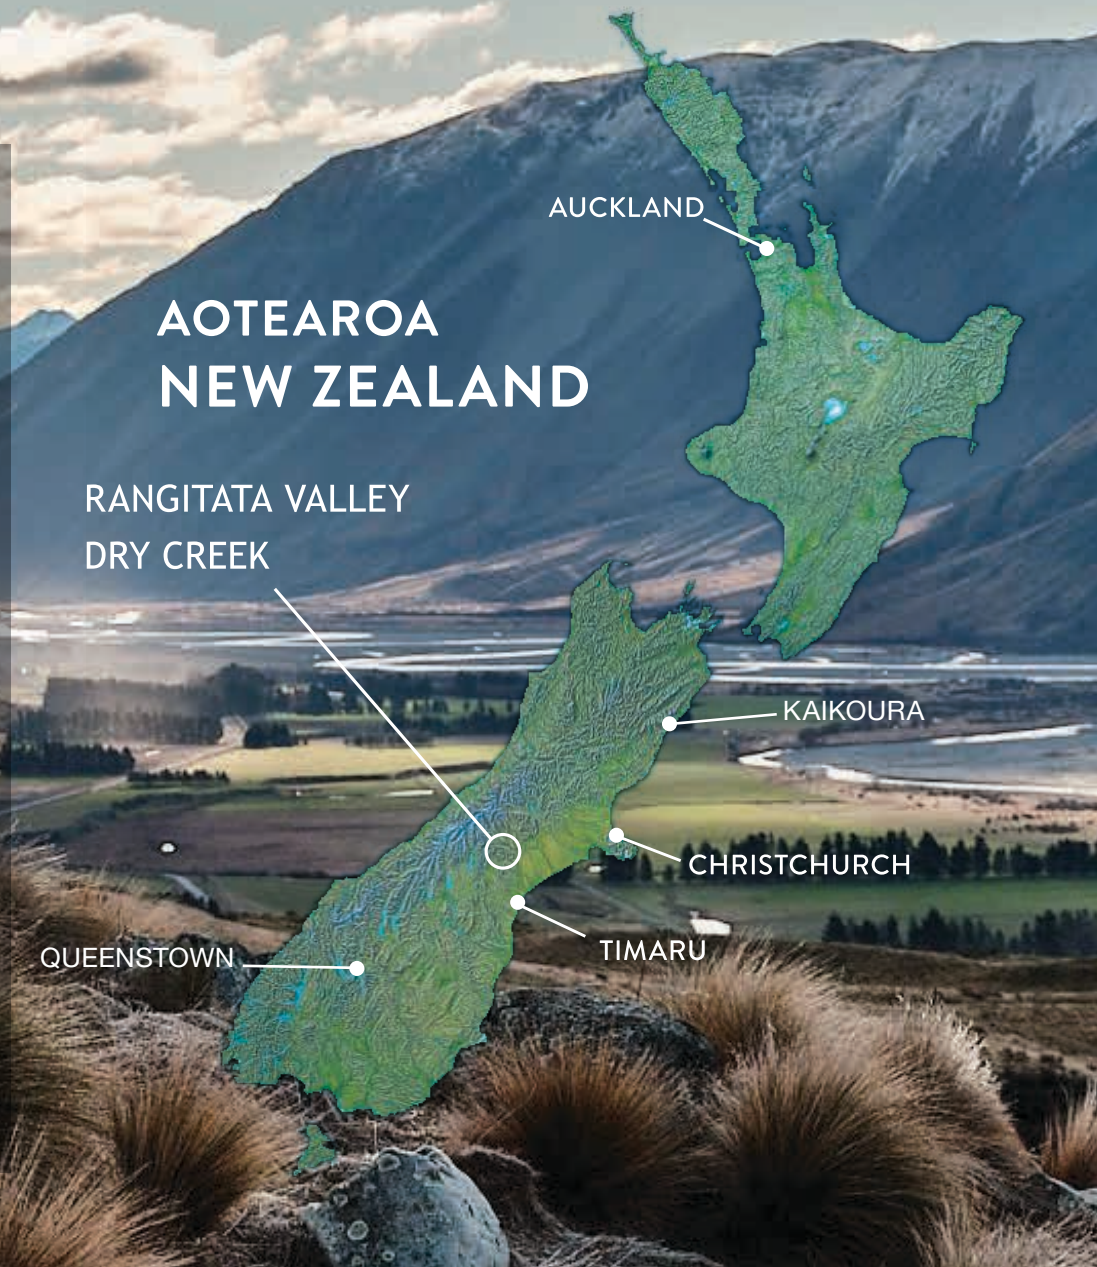 AUCKLAND
AOTEAROA
NEW ZEALAND
RANGITATA VALLEY
DRY CREEK
KAIKOURA
CHRISTCHURCH
TIMARU
QUEENSTOWN